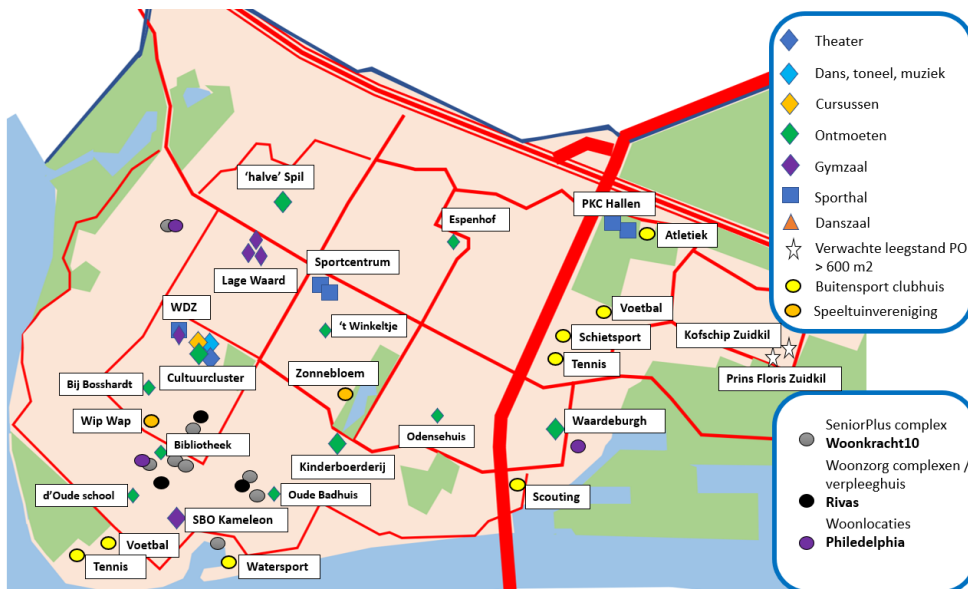 Theater
Dans, toneel, muziek
Cursussen
Ontmoeten
Gymzaal
Sporthal
Danszaal
Verwachte leegstand PO
> 600 m2
Buitensport clubhuis
Speeltuinvereniging
'halve' Spil
Espenhof
PKC Hallen
Atletiek
Lage Waard
Sportcentrum
WDZ
't Winkeltje
Voetbal
Schietsport
Kofschip Zuidkil
Tennis
Prins Floris Zuidkil
Cultuurcluster
Zonnebloem
Bij Bosshardt
Wip Wap
Bibliotheek
Odensehuis
Waardeburgh
Kinderboerderij
d'Oude school
Oude Badhuis
Scouting
SBO Kameleon
Voetbal
Tennis
Watersport
SeniorPlus complex
Woonkracht10
Woonzorg complexen /
verpleeghuis
Rivas
Woonlocaties
Philedelphia